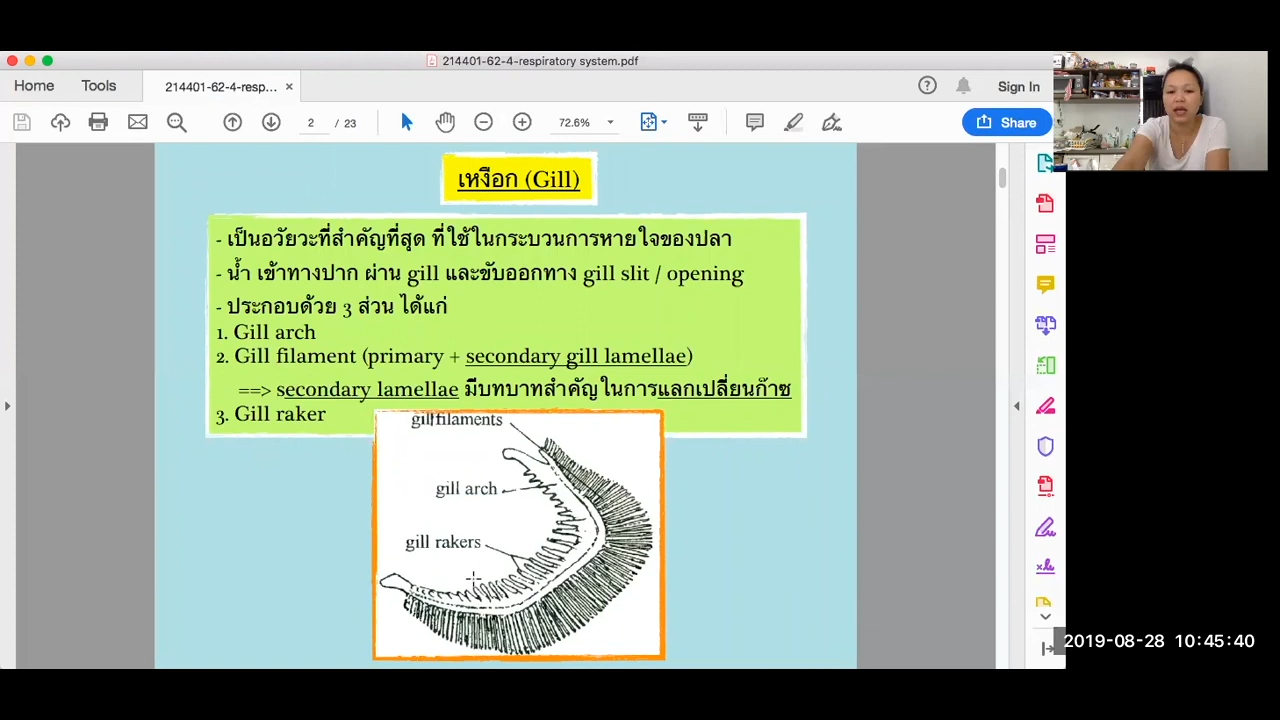 214401-62-4-respiratory system.pdf
Home Tools 214401-62-4-resp... × Sign In
2 / 23 72.6% Share
เหงือก (Gill)
- เป็นอวัยวะที่สำคัญที่สุด ที่ใช้ในกระบวนการหายใจของปลา
- น้ำ เข้าทางปาก ผ่าน gill และขับออกทาง gill slit / opening
- ประกอบด้วย 3 ส่วน ได้แก่
1. Gill arch
2. Gill filament (primary + secondary gill lamellae)
==> secondary lamellae มีบทบาทสำคัญในการแลกเปลี่ยนก๊าซ
3. Gill raker
gill filaments
gill arch
gill rakers
2019-08-28 10:45:40